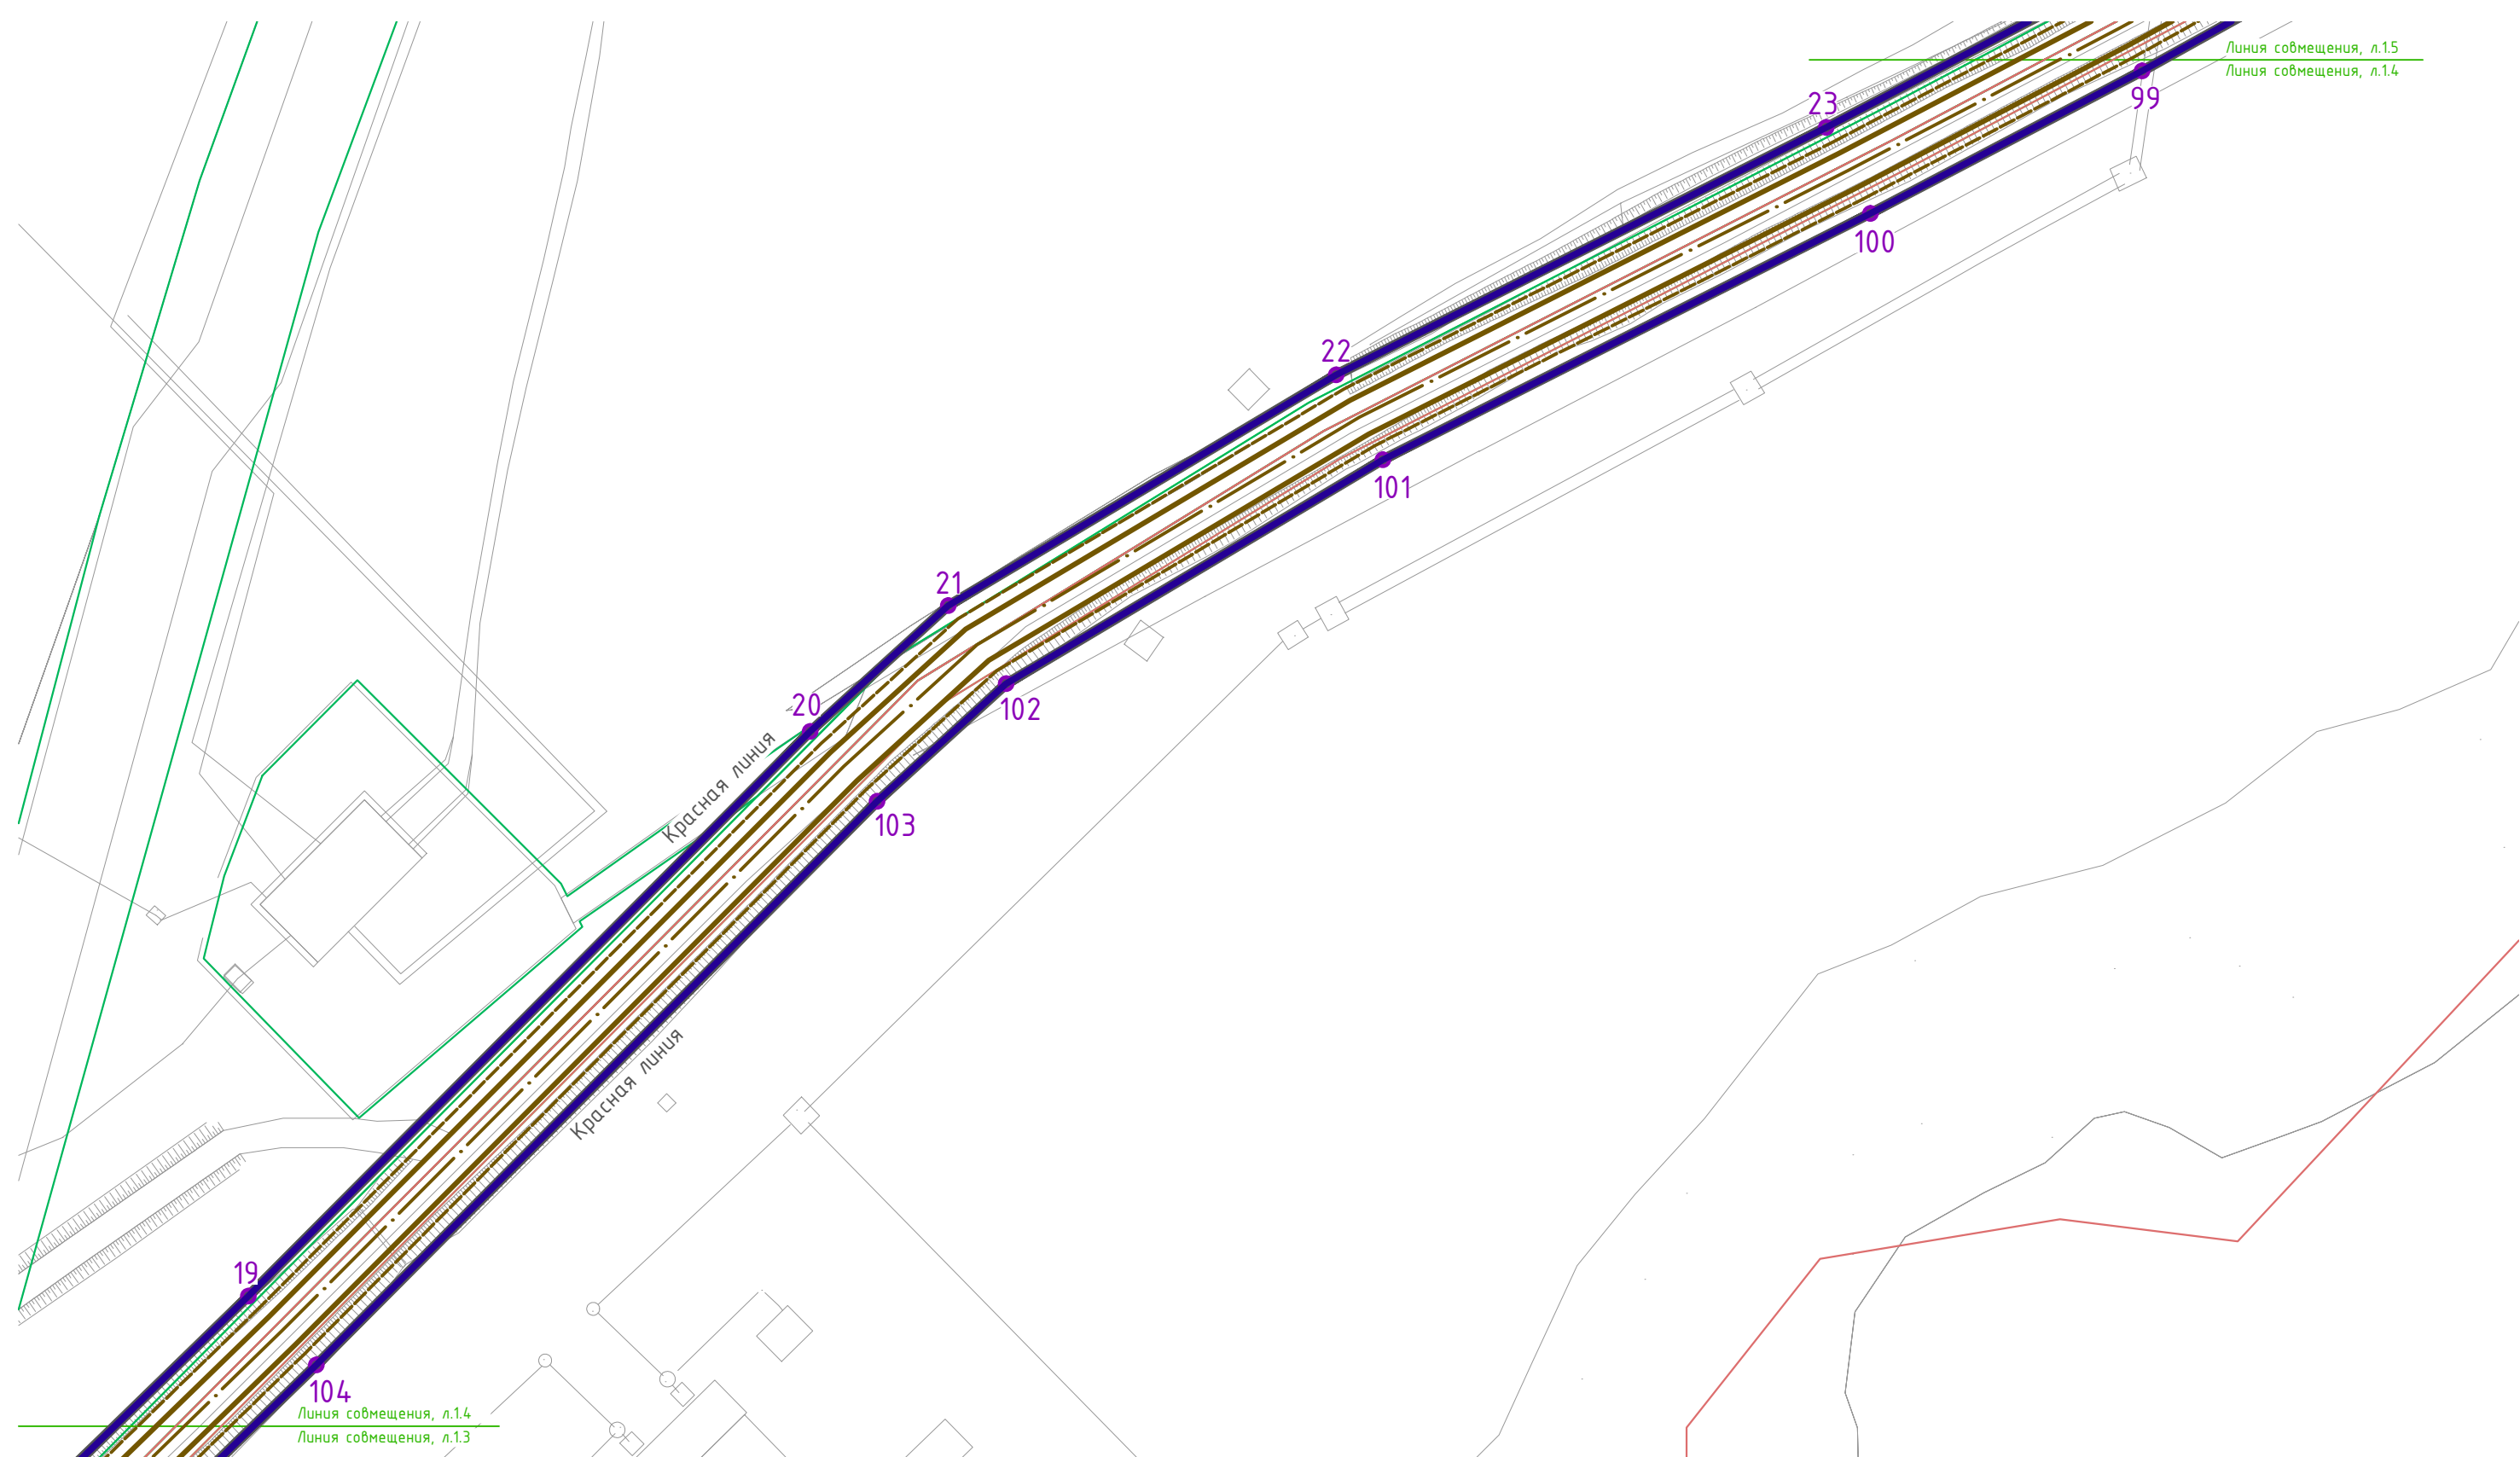 Линия совмещения, л.1.5
Линия совмещения, л.1.4
99
23
100
22
101
21
102
20
Красная линия
103
Красная линия
19
104
Линия совмещения, л.1.4
Линия совмещения, л.1.3